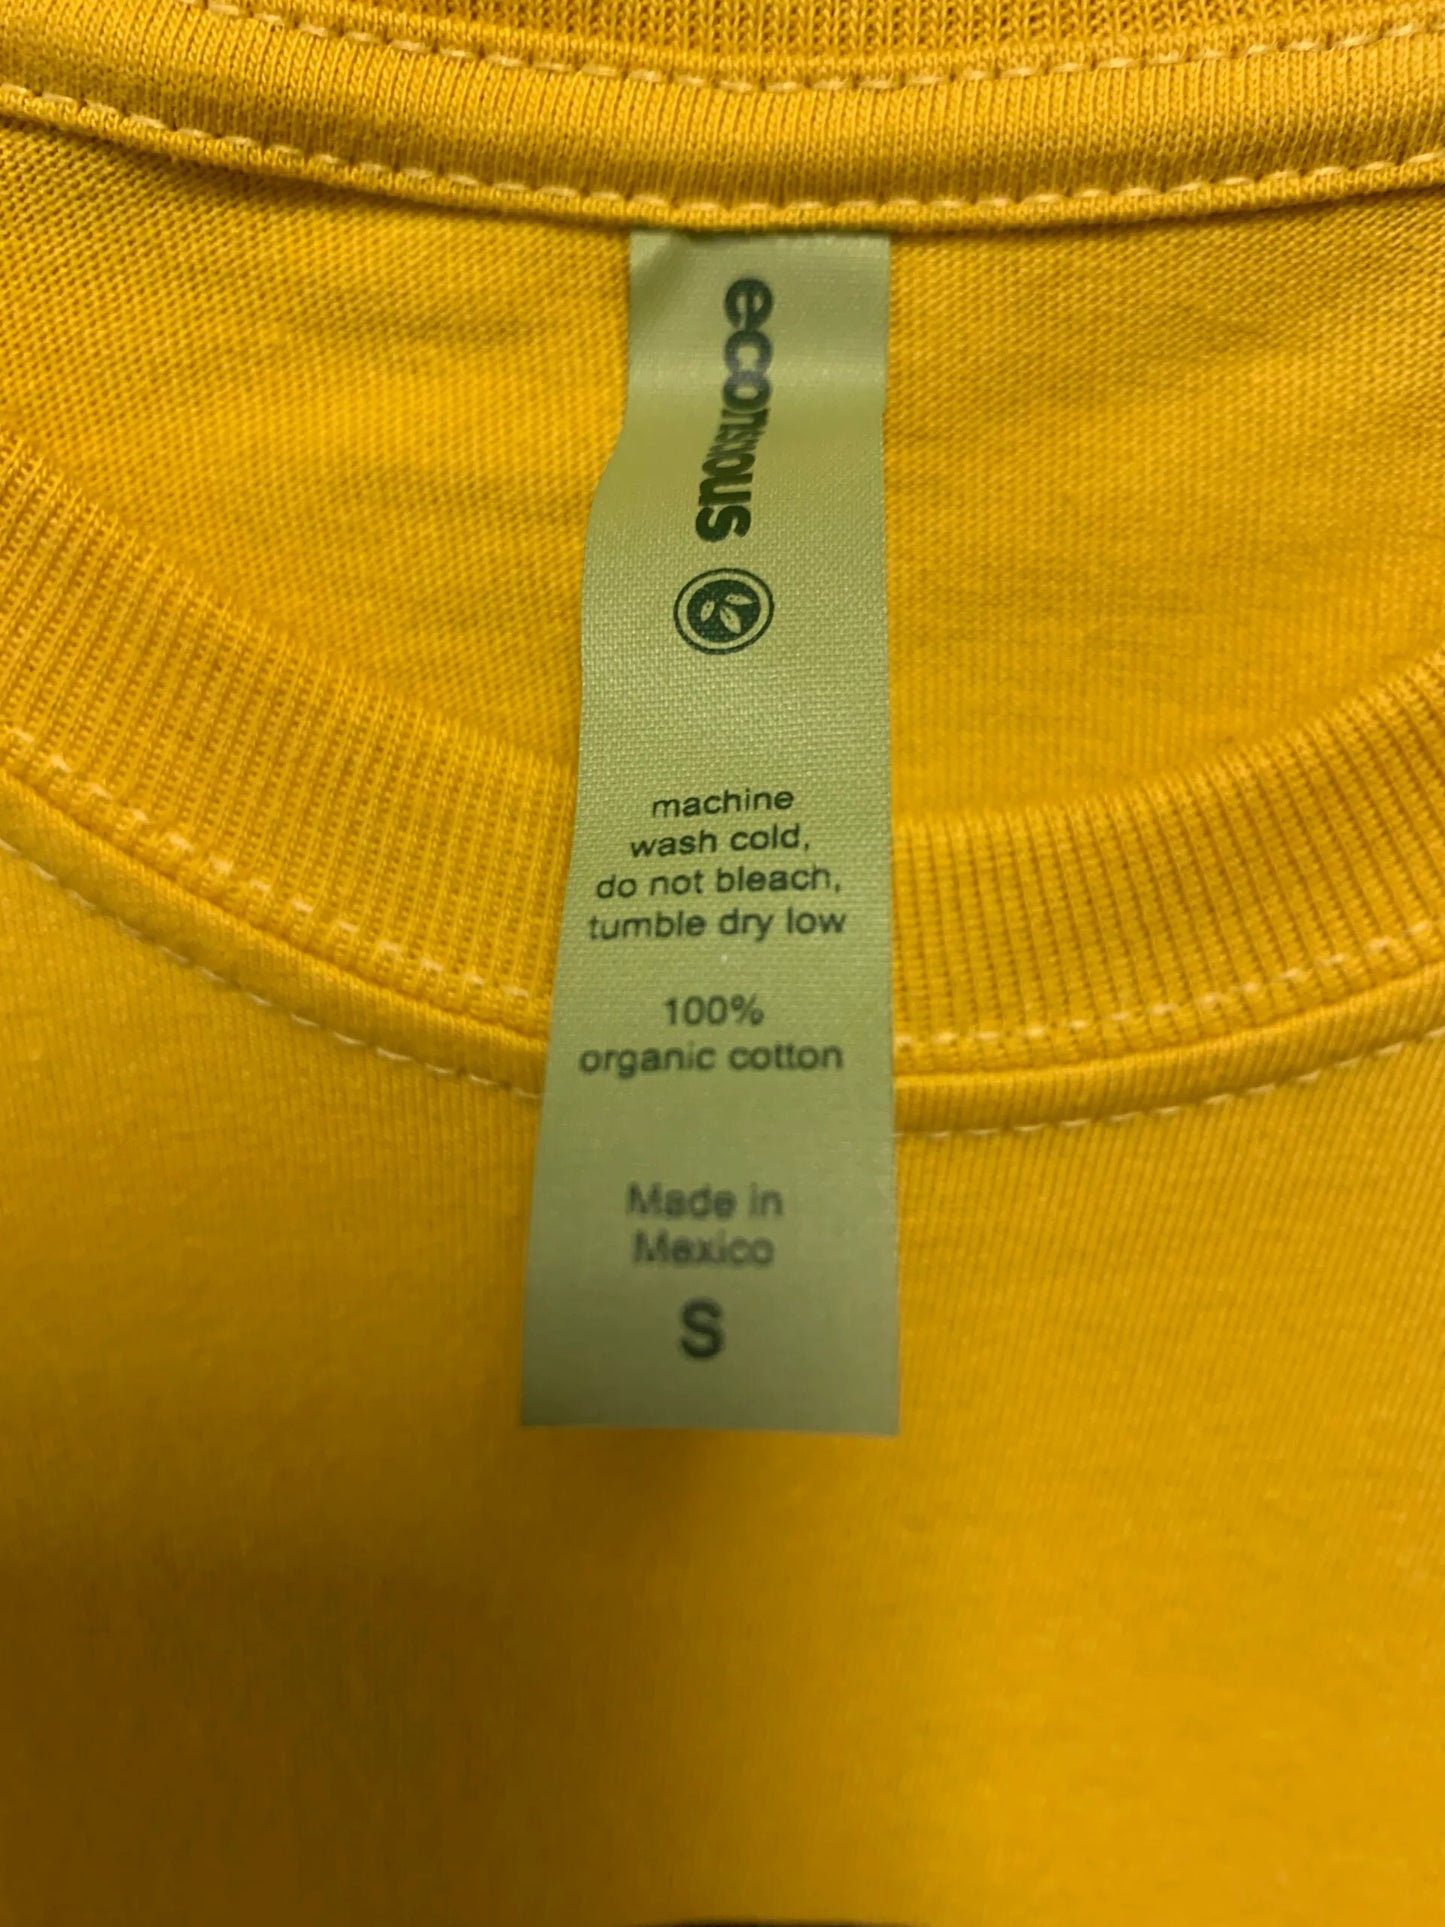 econscious
machine
wash cold,
do not bleach,
tumble dry low
100%
organic cotton
Made in
Mexico
S